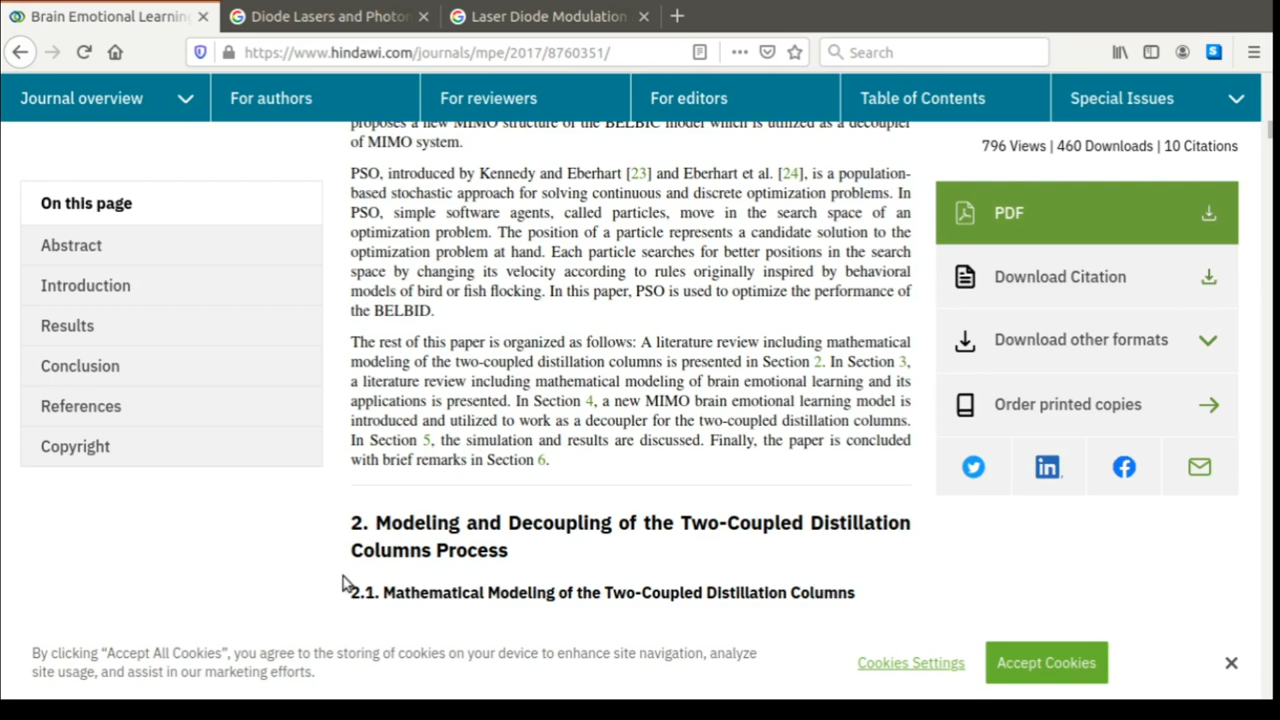 Brain Emotional Learning
Diode Lasers and Photon
Laser Diode Modulation
https://www.hindawi.com/journals/mpe/2017/8760351/
Search
Journal overview
For authors
For reviewers
For editors
Table of Contents
Special Issues
proposes a new MIMO structure of the BELBIC model which is utilized as a decoupler
of MIMO system.
796 Views | 460 Downloads | 10 Citations
On this page
Abstract
Introduction
Results
Conclusion
References
Copyright
PSO, introduced by Kennedy and Eberhart [23] and Eberhart et al. [24], is a population-
based stochastic approach for solving continuous and discrete optimization problems. In
PSO, simple software agents, called particles, move in the search space of an
optimization problem. The position of a particle represents a candidate solution to the
optimization problem at hand. Each particle searches for better positions in the search
space by changing its velocity according to rules originally inspired by behavioral
models of bird or fish flocking. In this paper, PSO is used to optimize the performance of
the BELBID.
The rest of this paper is organized as follows: A literature review including mathematical
modeling of the two-coupled distillation columns is presented in Section 2. In Section 3,
a literature review including mathematical modeling of brain emotional learning and its
applications is presented. In Section 4, a new MIMO brain emotional learning model is
introduced and utilized to work as a decoupler for the two-coupled distillation columns.
In Section 5, the simulation and results are discussed. Finally, the paper is concluded
with brief remarks in Section 6.
2. Modeling and Decoupling of the Two-Coupled Distillation
Columns Process
2.1. Mathematical Modeling of the Two-Coupled Distillation Columns
PDF
Download Citation
Download other formats
Order printed copies
By clicking “Accept All Cookies”, you agree to the storing of cookies on your device to enhance site navigation, analyze
site usage, and assist in our marketing efforts.
Cookies Settings
Accept Cookies